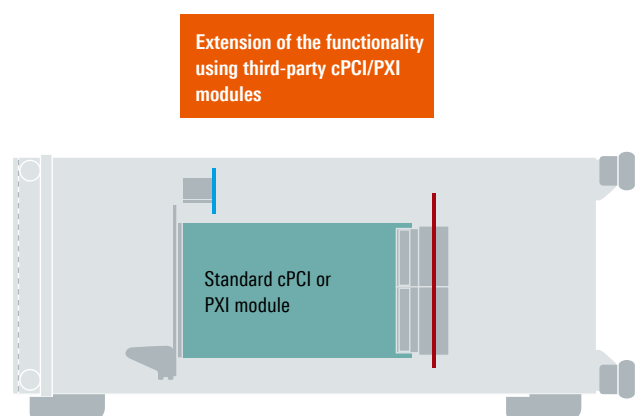 Extension of the functionality
using third-party cPCI/PXI
modules
Standard cPCI or
PXI module